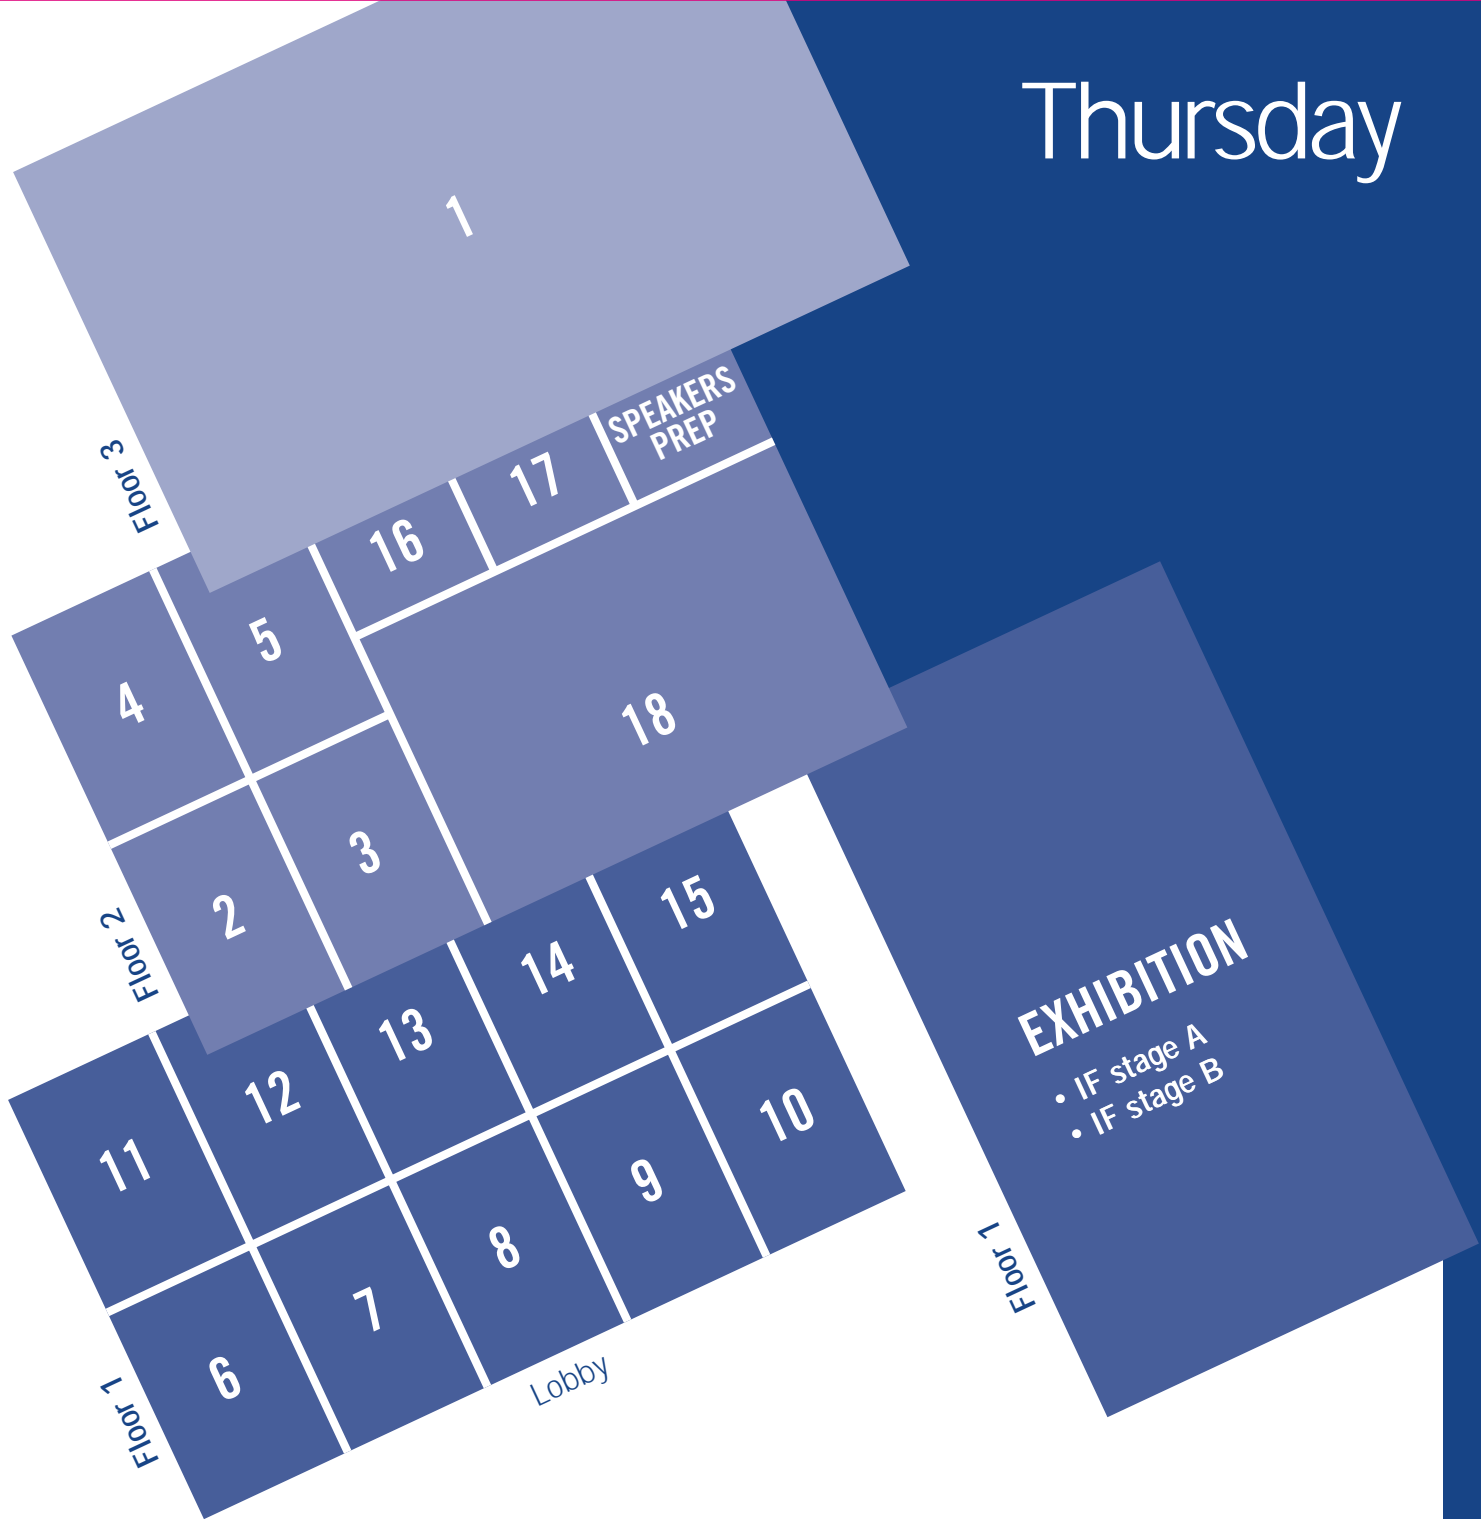 Thursday
1
Floor 3
SPEAKERS
PREP
17
16
5
4
18
3
2
Floor 2
15
14
13
12
11
10
9
8
7
6
Floor 1
Lobby
EXHIBITION
• IF stage A
• IF stage B
Floor 1